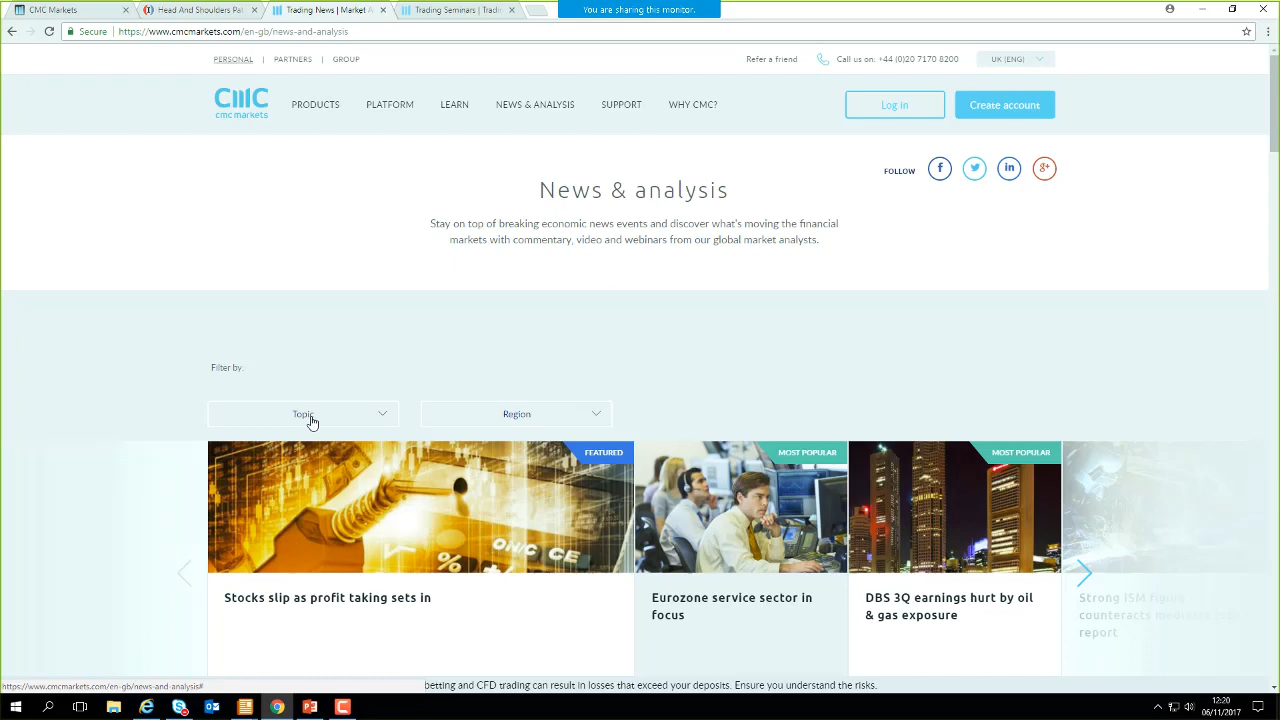 CMC Markets
Head And Shoulders Pa
Trading News | Market A
Trading Seminars | Tradin
You are sharing this monitor.
Secure
https://www.cmcmarkets.com/en-gb/news-and-analysis
PERSONAL | PARTNERS | GROUP
Refer a friend
Call us on: +44 (0)20 7170 8200
UK (ENG)
CMC
cmc markets
PRODUCTS
PLATFORM
LEARN
NEWS & ANALYSIS
SUPPORT
WHY CMC?
Log in
Create account
FOLLOW
f
in
g+
News & analysis
Stay on top of breaking economic news events and discover what's moving the financial
markets with commentary, video and webinars from our global market analysts.
Filter by:
Topic
Region
FEATURED
MOST POPULAR
MOST POPULAR
Stocks slip as profit taking sets in
Eurozone service sector in
focus
DBS 3Q earnings hurt by oil
& gas exposure
Strong ISM
counteracts
report
https://www.cmcmarkets.com/en-gb/news-and-analysis#
betting and CFD trading can result in losses that exceed your deposits. Ensure you understand the risks.
12:20
06/11/2017